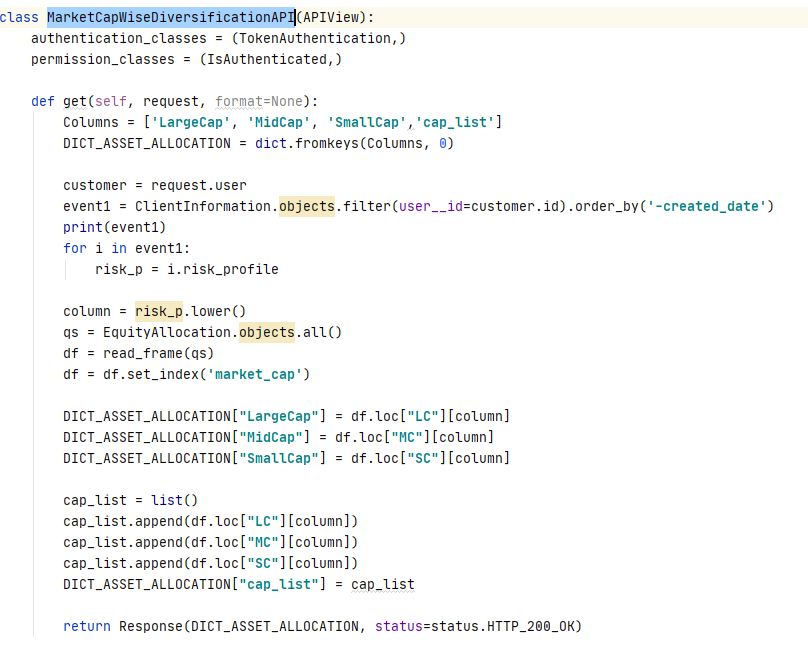 class MarketCapWiseDiversificationAPI(APIView):
    authentication_classes = (TokenAuthentication,)
    permission_classes = (IsAuthenticated,)

    def get(self, request, format=None):
        Columns = ['LargeCap', 'MidCap', 'SmallCap','cap_list']
        DICT_ASSET_ALLOCATION = dict.fromkeys(Columns, 0)

        customer = request.user
        event1 = ClientInformation.objects.filter(user__id=customer.id).order_by('-created_date')
        print(event1)
        for i in event1:
            risk_p = i.risk_profile

        column = risk_p.lower()
        qs = EquityAllocation.objects.all()
        df = read_frame(qs)
        df = df.set_index('market_cap')

        DICT_ASSET_ALLOCATION["LargeCap"] = df.loc["LC"][column]
        DICT_ASSET_ALLOCATION["MidCap"] = df.loc["MC"][column]
        DICT_ASSET_ALLOCATION["SmallCap"] = df.loc["SC"][column]

        cap_list = list()
        cap_list.append(df.loc["LC"][column])
        cap_list.append(df.loc["MC"][column])
        cap_list.append(df.loc["SC"][column])
        DICT_ASSET_ALLOCATION["cap_list"] = cap_list

        return Response(DICT_ASSET_ALLOCATION, status=status.HTTP_200_OK)